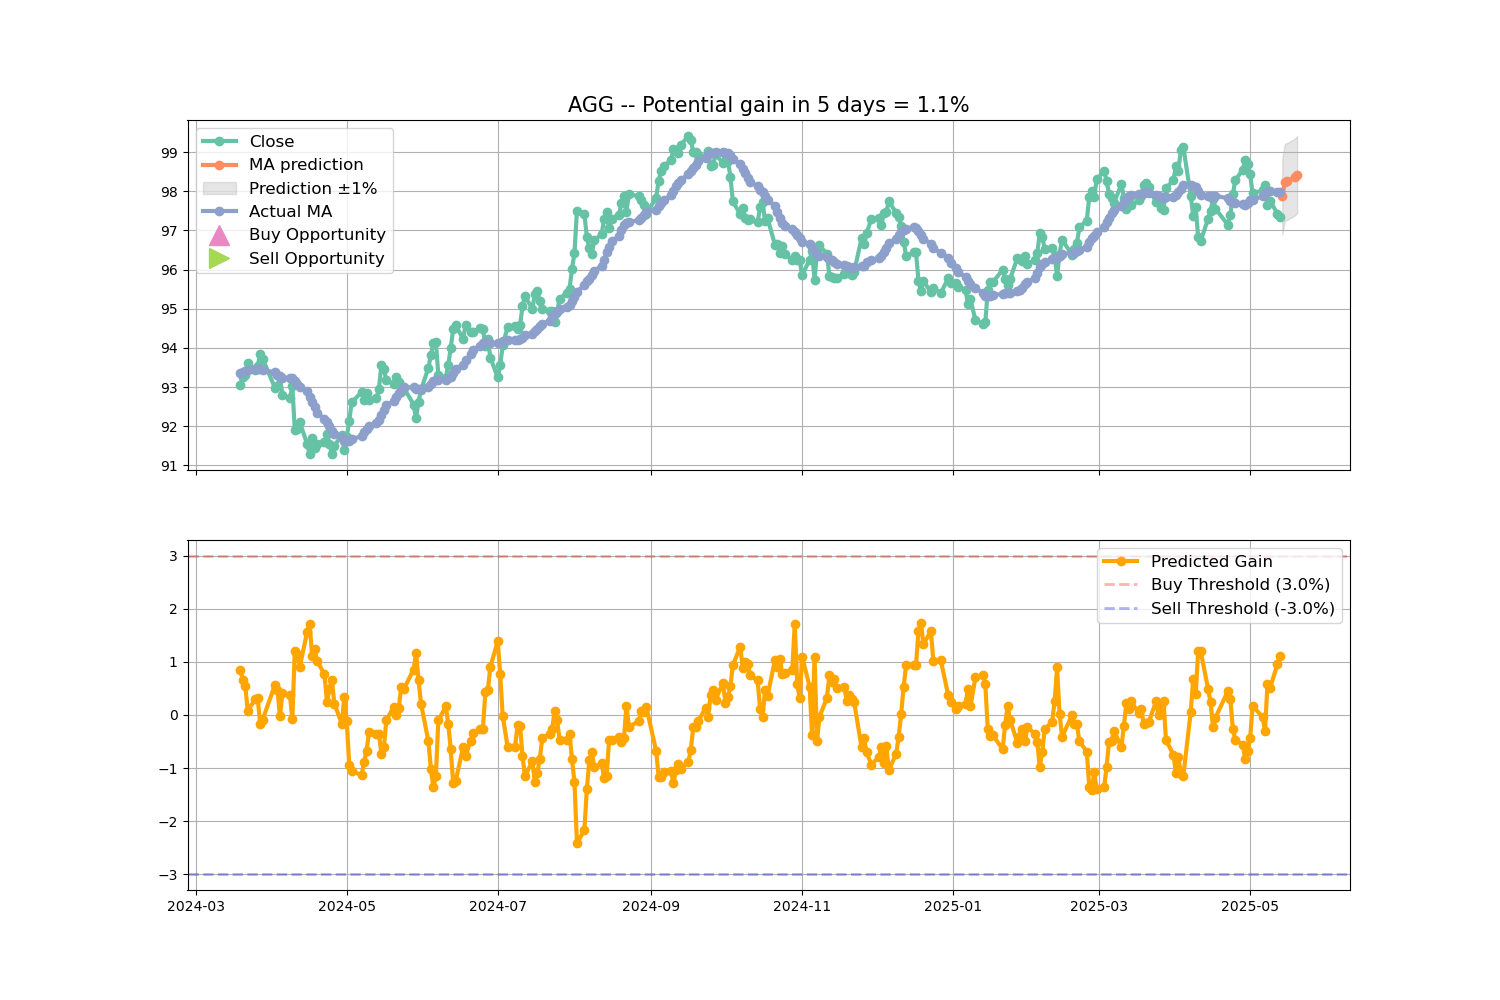 AGG -- Potential gain in 5 days = 1.1%
Close
MA prediction
Prediction ±1%
Actual MA
Buy Opportunity
Sell Opportunity
99
98
97
96
95
94
93
92
91
Predicted Gain
Buy Threshold (3.0%)
Sell Threshold (-3.0%)
3
2
1
0
−1
−2
−3
2024-03 2024-05 2024-07 2024-09 2024-11 2025-01 2025-03 2025-05